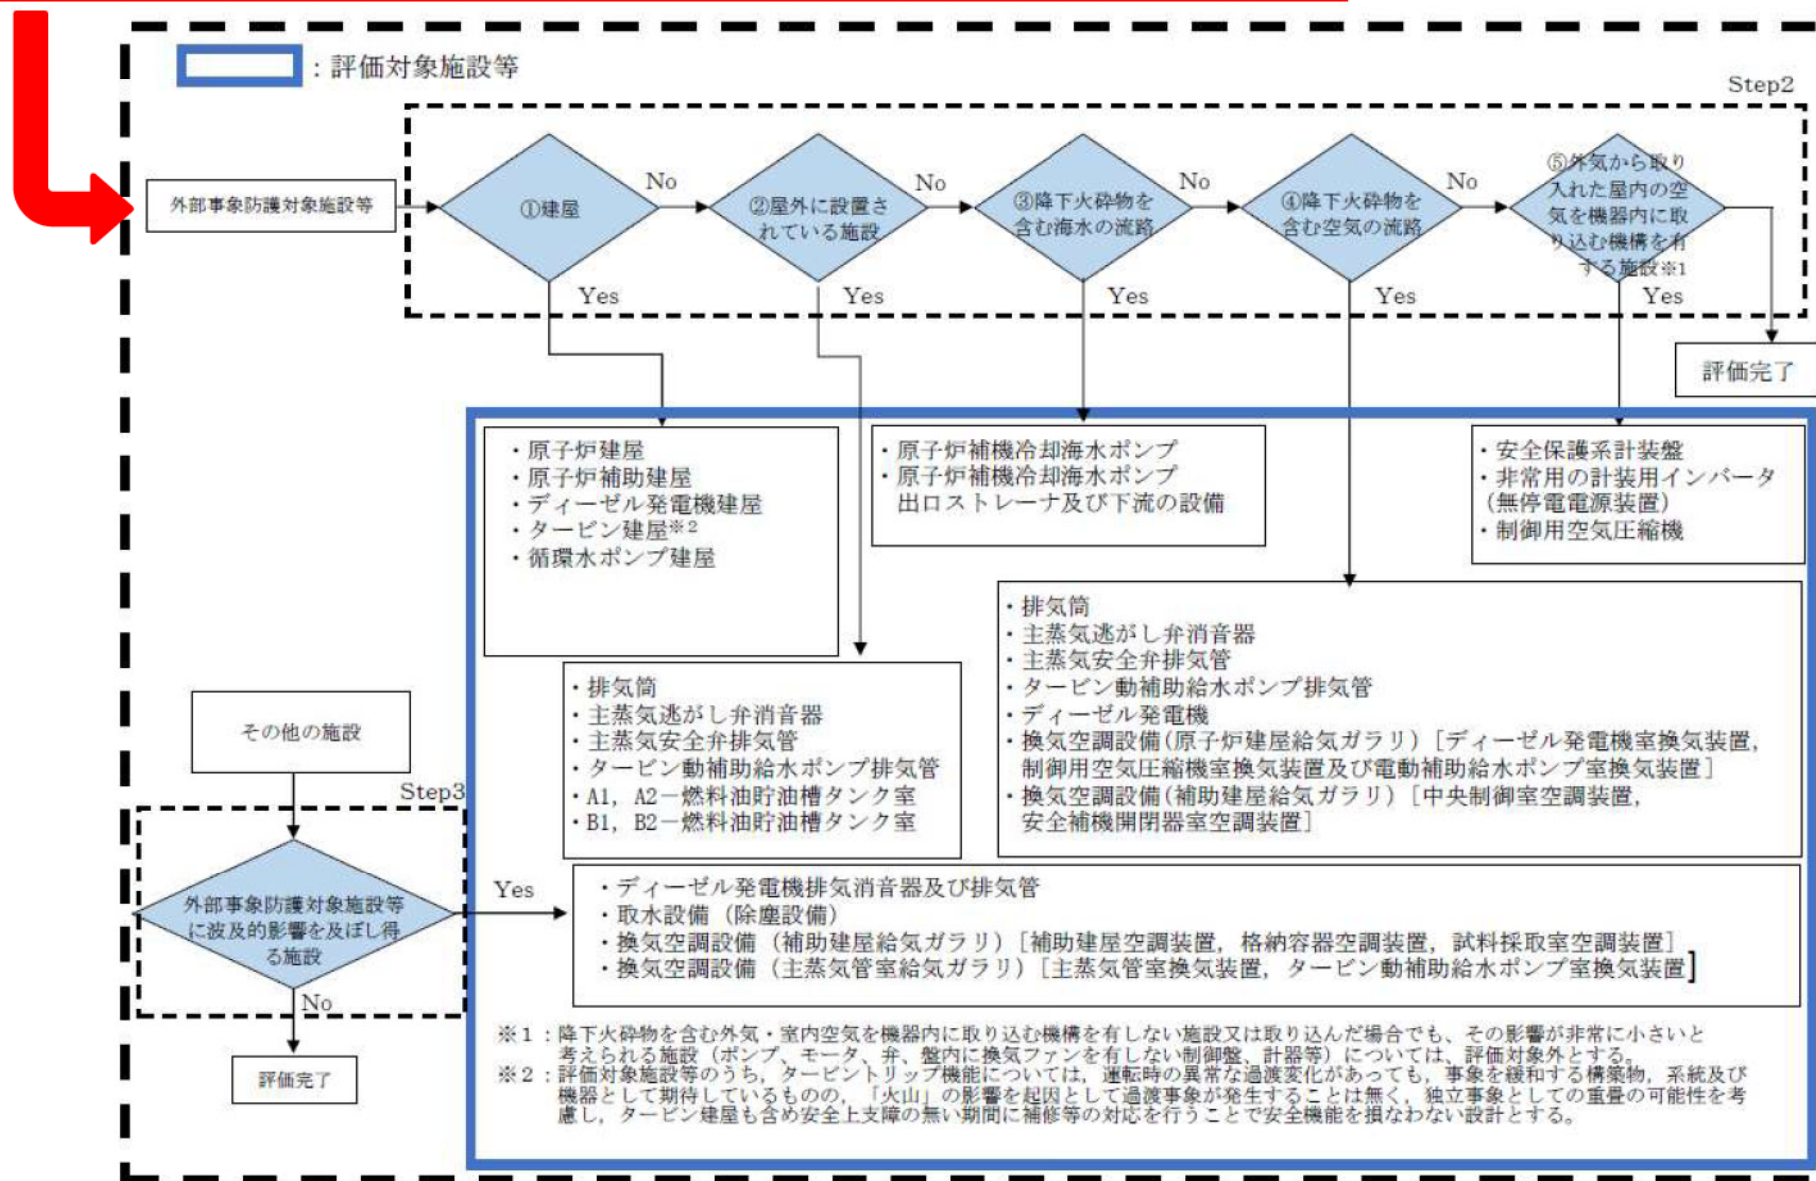 ：評価対象施設等
Step2
外部事象防護対象施設等
①建屋
No
②屋外に設置さ
れている施設
No
③降下火砕物を
含む海水の流路
No
④降下火砕物を
含む空気の流路
No
⑤外気から取り
入れた屋内の空
気を機器内に取
り込む機構を有
する施設※1
Yes
Yes
Yes
Yes
Yes
評価完了
・原子炉建屋
・原子炉補助建屋
・ディーゼル発電機建屋
・タービン建屋※2
・循環水ポンプ建屋
・原子炉補機冷却海水ポンプ
・原子炉補機冷却海水ポンプ
出口ストレーナ及び下流の設備
・安全保護系計装盤
・非常用の計装用インバータ
(無停電電源装置)
・制御用空気圧縮機
・排気筒
・主蒸気逃がし弁消音器
・主蒸気安全弁排気管
・タービン動補助給水ポンプ排気管
・A1, A2－燃料油貯油槽タンク室
・B1, B2－燃料油貯油槽タンク室
・排気筒
・主蒸気逃がし弁消音器
・主蒸気安全弁排気管
・タービン動補助給水ポンプ排気管
・ディーゼル発電機
・換気空調設備(原子炉建屋給気ガラリ)［ディーゼル発電機室換気装置，
制御用空気圧縮機室換気装置及び電動補助給水ポンプ室換気装置］
・換気空調設備(補助建屋給気ガラリ)［中央制御室空調装置，
安全補機開閉器室空調装置］
その他の施設
Step3
外部事象防護対象施設等
に波及的影響を及ぼし得
る施設
Yes
No
評価完了
・ディーゼル発電機排気消音器及び排気管
・取水設備（除塵設備）
・換気空調設備（補助建屋給気ガラリ）［補助建屋空調装置，格納容器空調装置，試料採取室空調装置］
・換気空調設備（主蒸気管室給気ガラリ）［主蒸気管室換気装置，タービン動補助給水ポンプ室換気装置］
※1：降下火砕物を含む外気・室内空気を機器内に取り込む機構を有しない施設又は取り込んだ場合でも、その影響が非常に小さいと
考えられる施設（ポンプ、モータ、弁、盤内に換気ファンを有しない制御盤、計器等）については、評価対象外とする。
※2：評価対象施設等のうち，タービントリップ機能については，運転時の異常な過渡変化があっても，事象を緩和する構築物，系統及び
機器として期待しているものの，「火山」の影響を起因として過渡事象が発生することは無く，独立事象としての重畳の可能性を考
慮し，タービン建屋も含め安全上支障の無い期間に補修等の対応を行うことで安全機能を損なわない設計とする。